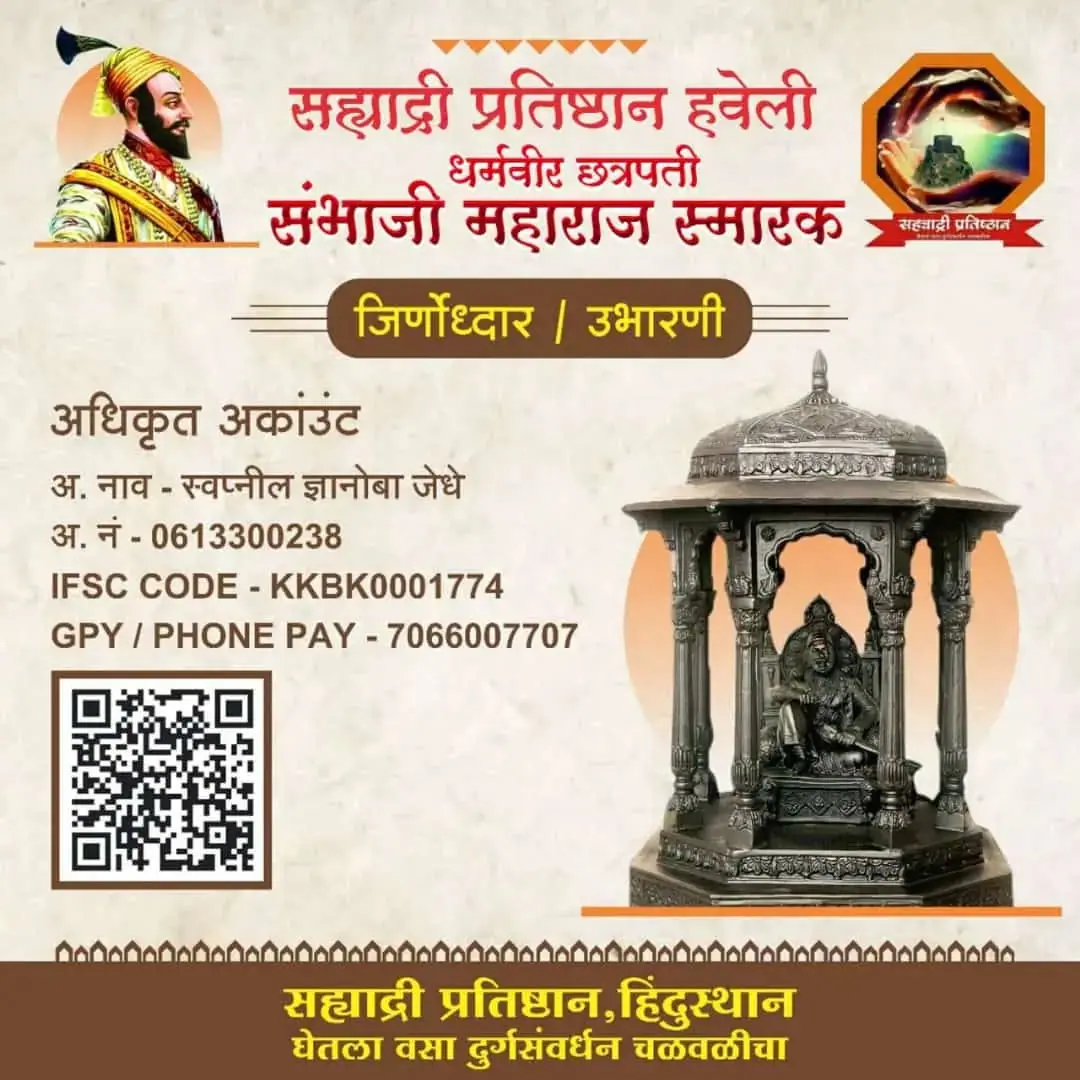 सह्याद्री प्रतिष्ठान हवेली
धर्मवीर छत्रपती
संभाजी महाराज स्मारक
सह्याद्री प्रतिष्ठान
जिर्णोध्दार / उभारणी
अधिकृत अकांउंट
अ. नाव - स्वप्नील ज्ञानोबा जेधे
अ. नं - 0613300238
IFSC CODE - KKBK0001774
GPY / PHONE PAY - 7066007707
सह्याद्री प्रतिष्ठान,हिंदुस्थान
घेतला वसा दुर्गसंवर्धन चळवळीचा